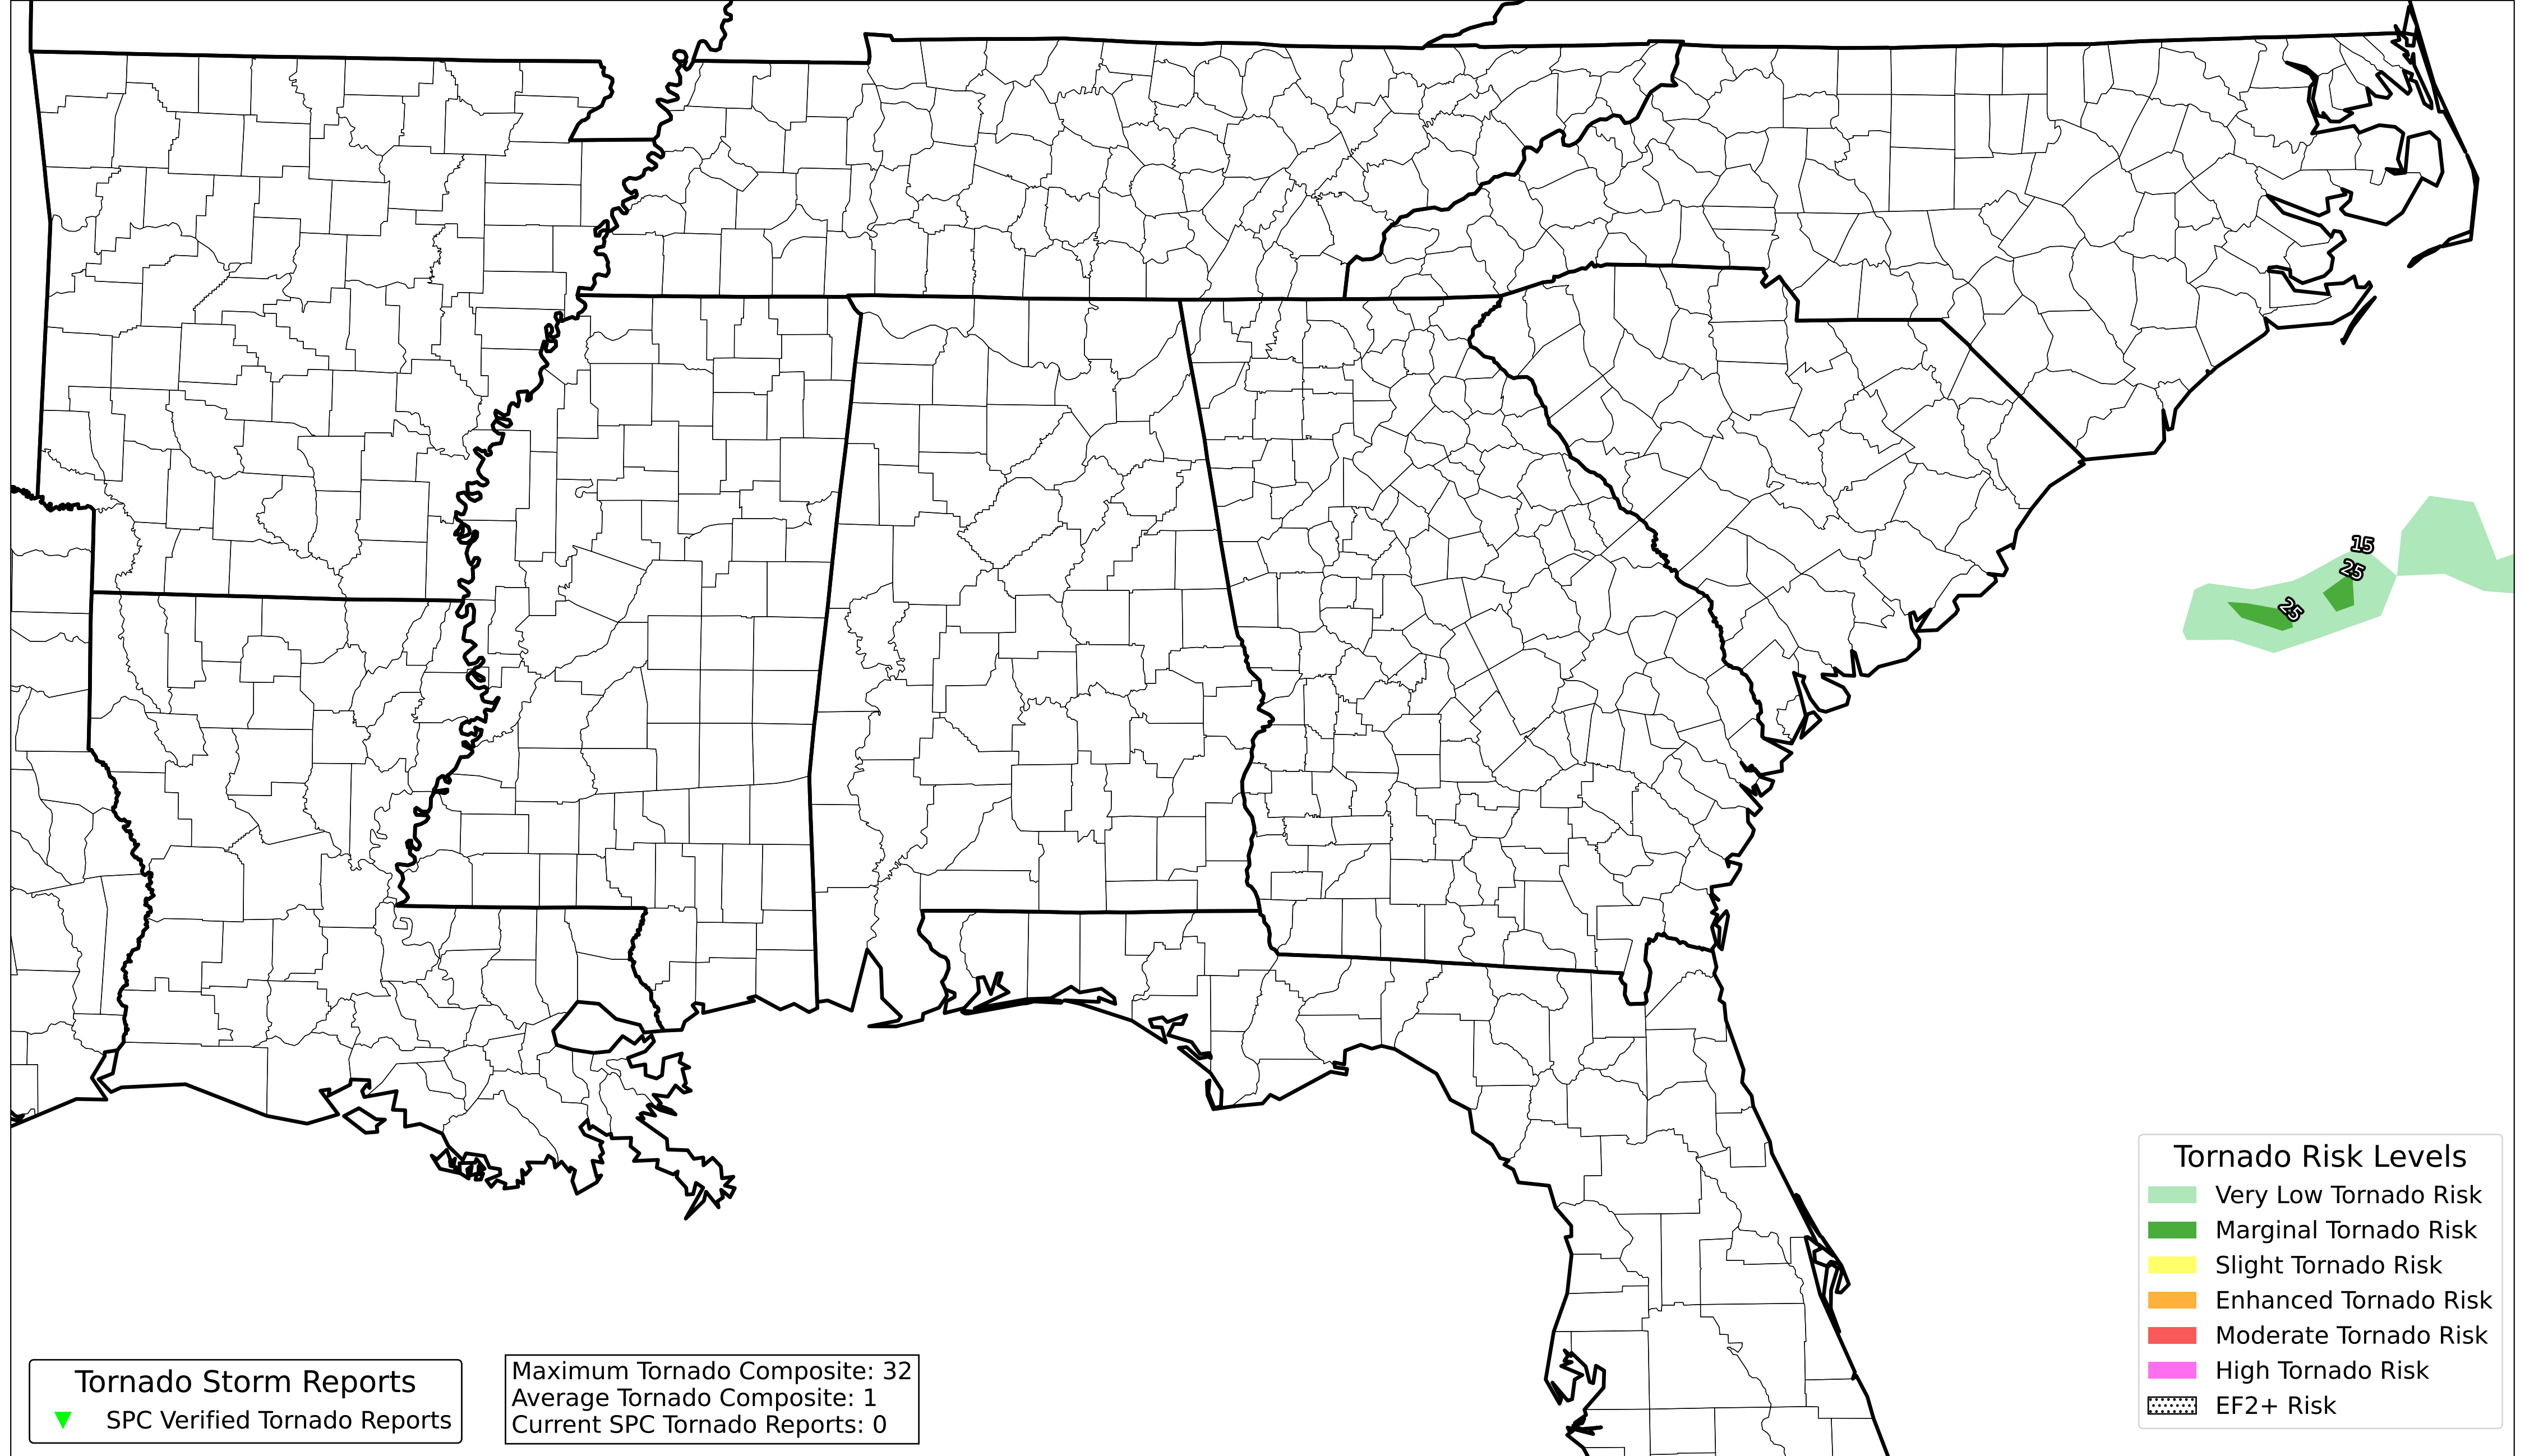 15
25
25
Tornado Risk Levels
Very Low Tornado Risk
Marginal Tornado Risk
Slight Tornado Risk
Enhanced Tornado Risk
Moderate Tornado Risk
High Tornado Risk
EF2+ Risk
Tornado Storm Reports
SPC Verified Tornado Reports
Maximum Tornado Composite: 32
Average Tornado Composite: 1
Current SPC Tornado Reports: 0